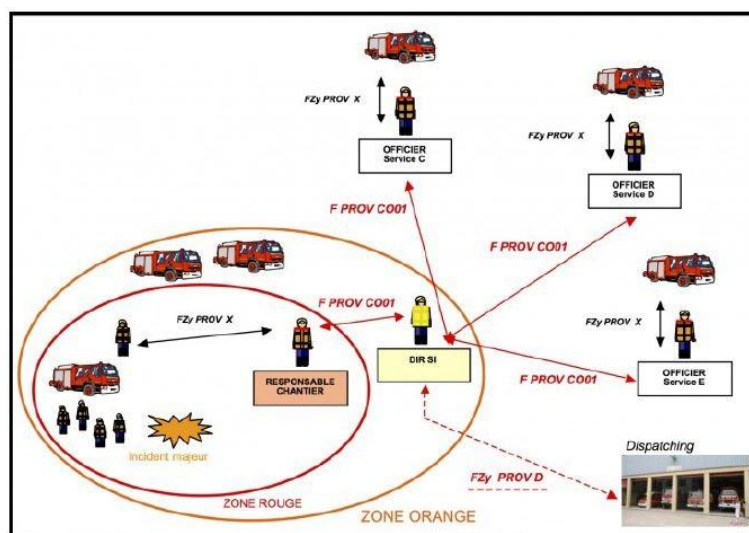 FZy PROV X
OFFICIER
Service C
FZy PROV X
OFFICIER
Service D
F PROV CO01
F PROV CO01
FZy PROV X
F PROV CO01
FZy PROV X
DIR SI
OFFICIER
Service E
F PROV CO01
RESPONSABLE
CHANTIER
Incident majeur
Dispatching
FZy PROV D
ZONE ROUGE
ZONE ORANGE